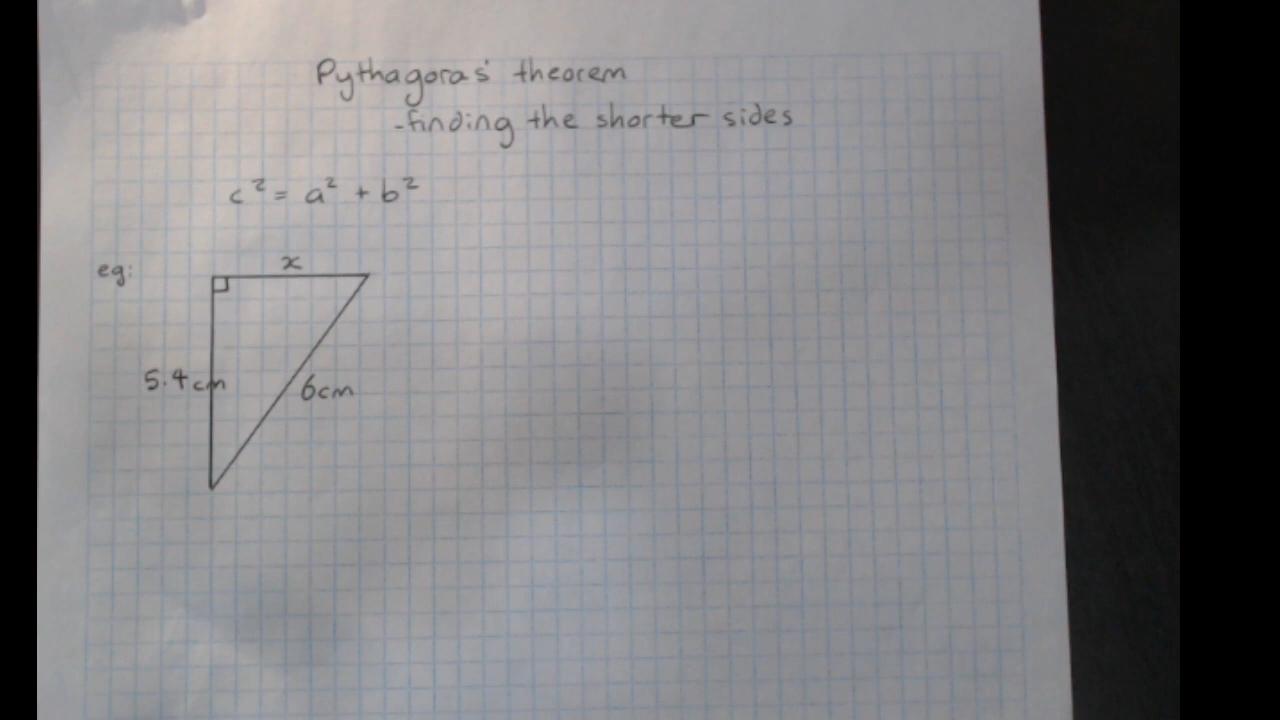 Pythagoras' theorem
-finding the shorter sides
c² = a² + b²
eg:
x
5.4cm
6cm